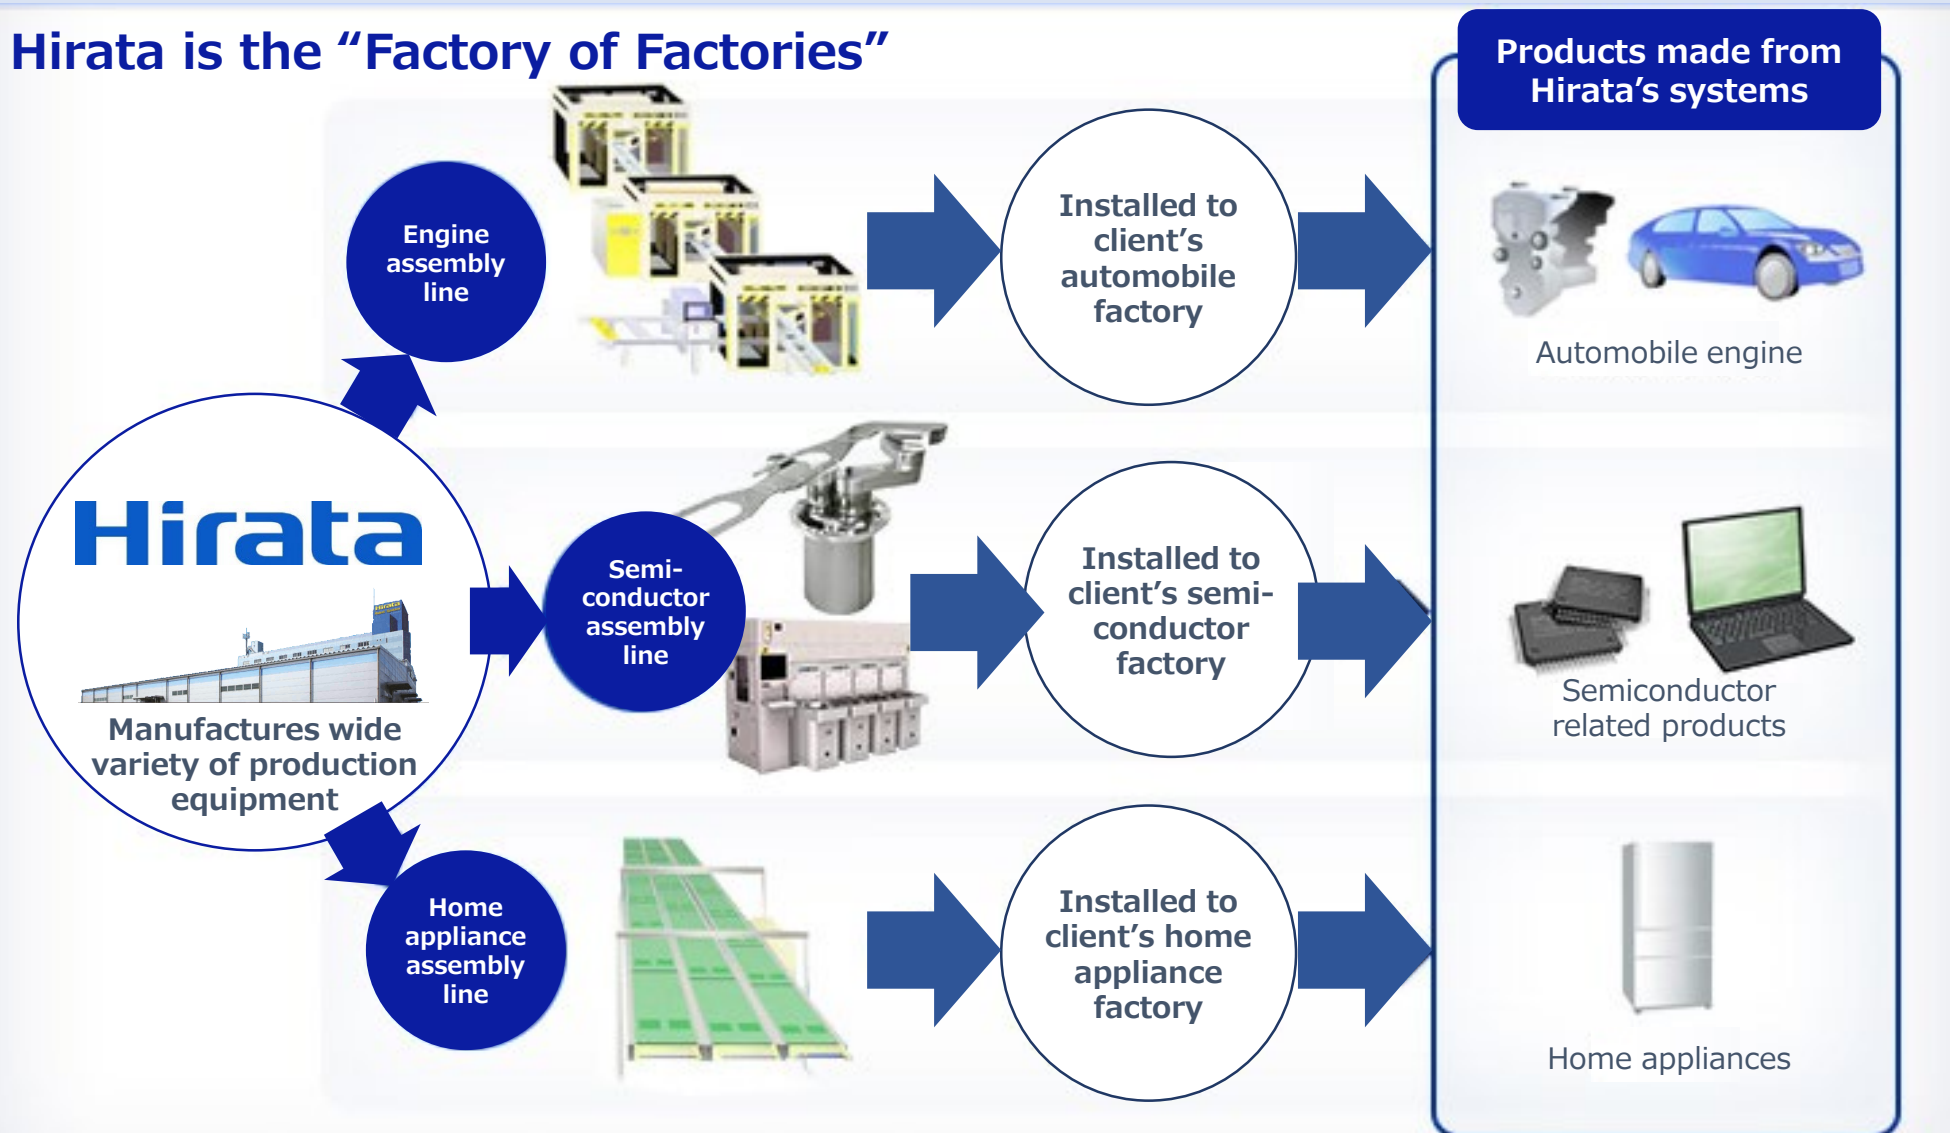 Hirata is the “Factory of Factories”
Products made from
Hirata’s systems
Engine
assembly
line
Installed to
client’s
automobile
factory
Automobile engine
Hirata
Hirata
Manufactures wide
variety of production
equipment
Semi-
conductor
assembly
line
Installed to
client’s semi-
conductor
factory
Semiconductor
related products
Home
appliance
assembly
line
Installed to
client’s home
appliance
factory
Home appliances